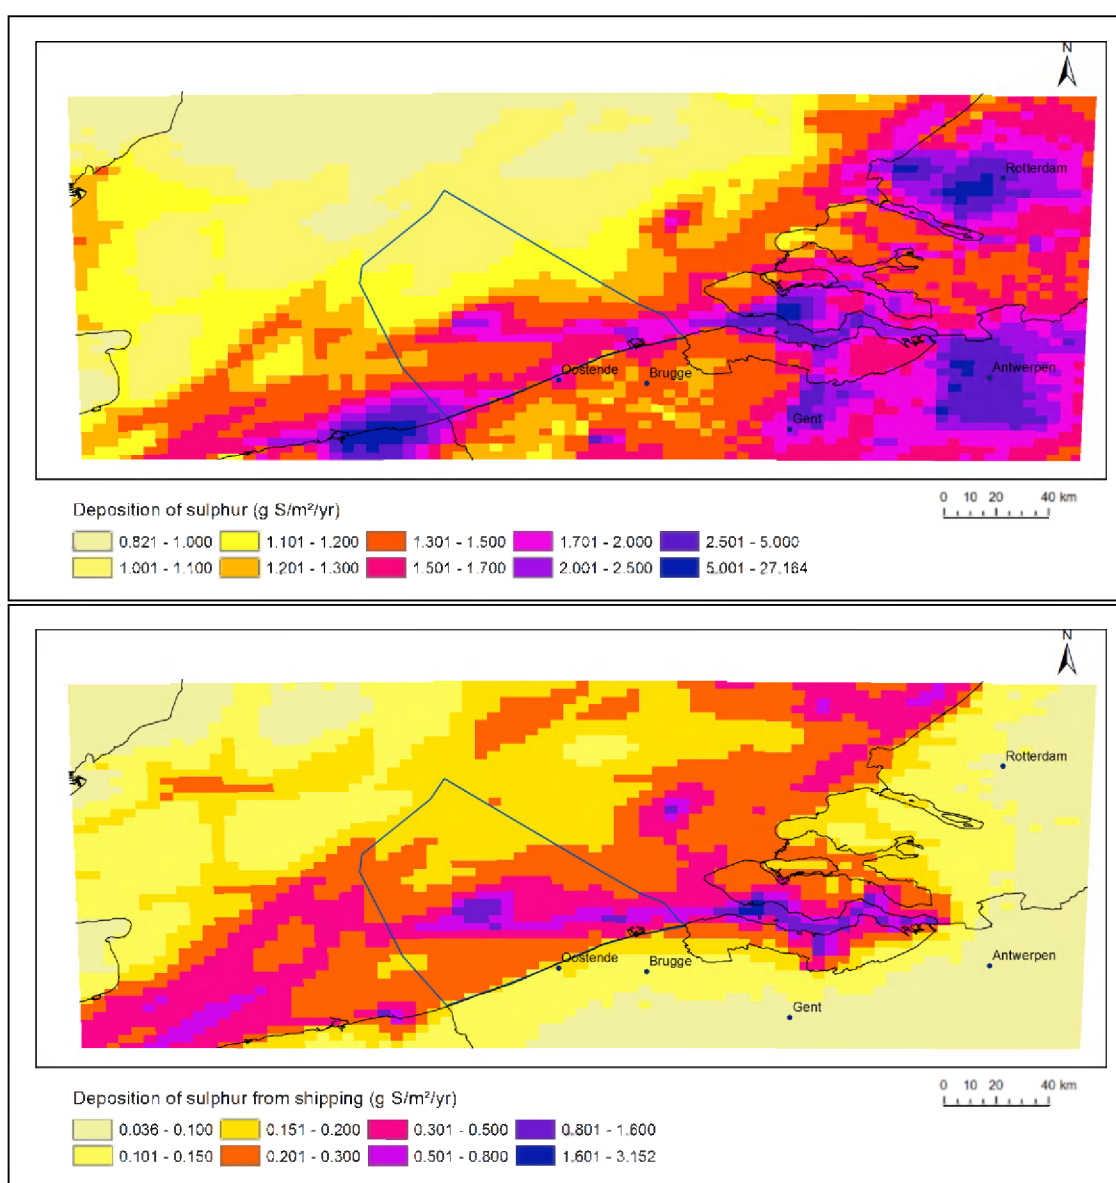 N
Rotterdam
Oostende
Brugge
Antwerpen
Gent
0 10 20 40 km
Deposition of sulphur (g S/m²/yr)
0.821 - 1.000 1.101 - 1.200 1.301 - 1.500 1.701 - 2.000 2.501 - 5.000
1.001 - 1.100 1.201 - 1.300 1.501 - 1.700 2.001 - 2.500 5.001 - 27.164
N
Rotterdam
Oostende
Brugge
Antwerpen
Gent
0 10 20 40 km
Deposition of sulphur from shipping (g S/m²/yr)
0.036 - 0.100 0.151 - 0.200 0.301 - 0.500 0.801 - 1.600
0.101 - 0.150 0.201 - 0.300 0.501 - 0.800 1.601 - 3.152